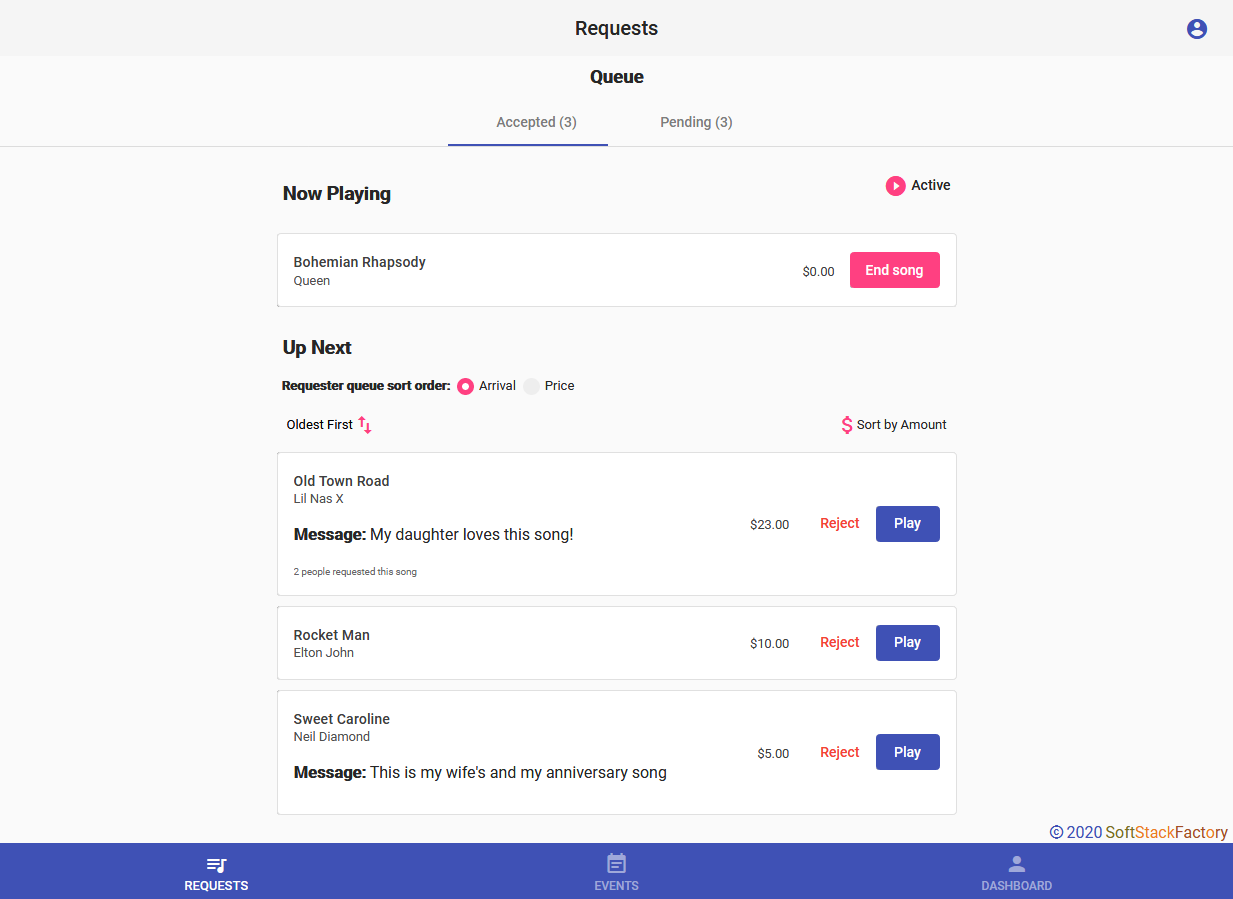 Requests
Queue
Accepted (3) Pending (3)
Now Playing Active
Bohemian Rhapsody
Queen
$0.00 End song
Up Next
Requester queue sort order: Arrival Price
Oldest First $ Sort by Amount
Old Town Road
Lil Nas X
Message: My daughter loves this song!
2 people requested this song
$23.00 Reject Play
Rocket Man
Elton John
$10.00 Reject Play
Sweet Caroline
Neil Diamond
Message: This is my wife's and my anniversary song
$5.00 Reject Play
© 2020 SoftStackFactory
REQUESTS EVENTS DASHBOARD